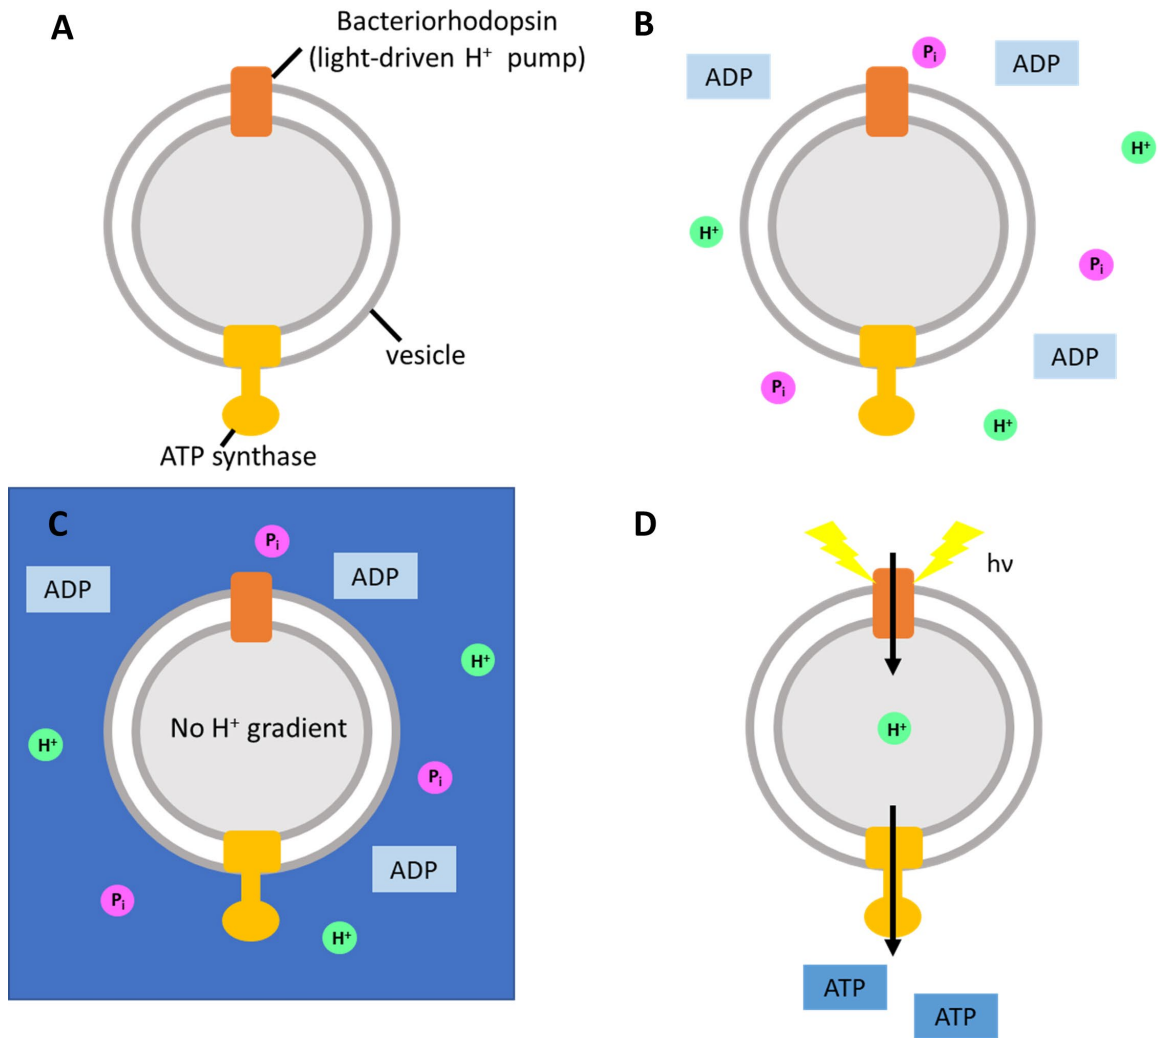 A
Bacteriorhodopsin
(light-driven H⁺ pump)
vesicle
ATP synthase
B
Pᵢ
ADP
ADP
H⁺
H⁺
Pᵢ
ADP
Pᵢ
H⁺
C
Pᵢ
ADP
ADP
H⁺
No H⁺ gradient
H⁺
Pᵢ
ADP
Pᵢ
H⁺
D
hν
H⁺
ATP
ATP